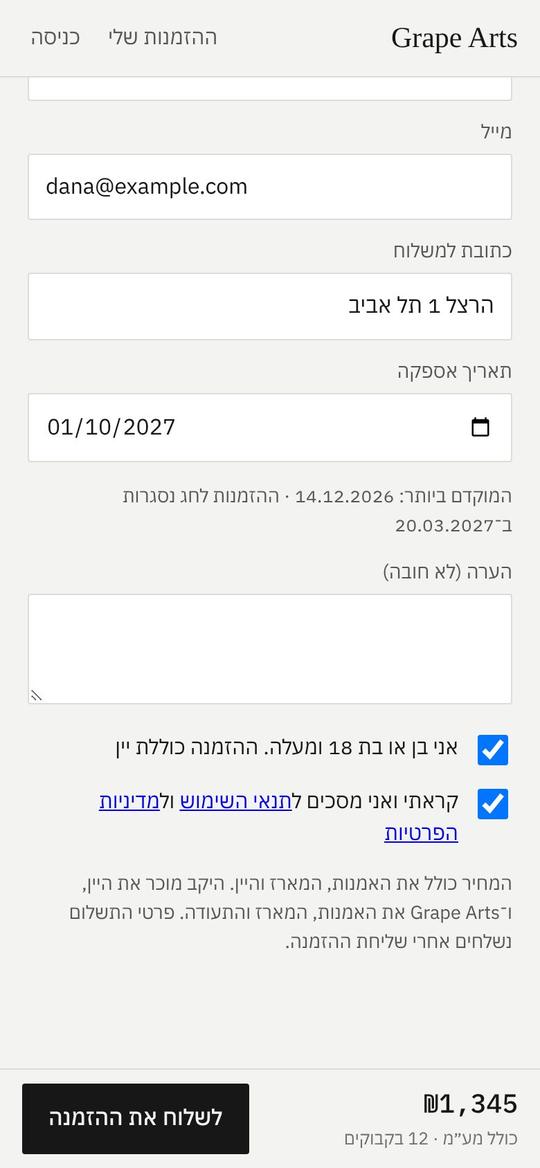 Grape Arts
ההזמנות שלי
כניסה
מייל
dana@example.com
כתובת למשלוח
הרצל 1 תל אביב
תאריך אספקה
01/10/2027
המוקדם ביותר: 14.12.2026 · ההזמנות לחג נסגרות
ב־20.03.2027
הערה (לא חובה)
אני בן או בת 18 ומעלה. ההזמנה כוללת יין
קראתי ואני מסכים לתנאי השימוש ולמדיניות
הפרטיות
המחיר כולל את האמנות, המארז והיין. היקב מוכר את היין,
ו־Grape Arts את האמנות, המארז והתעודה. פרטי התשלום
נשלחים אחרי שליחת ההזמנה.
₪1,345
כולל מע״מ · 12 בקבוקים
לשלוח את ההזמנה